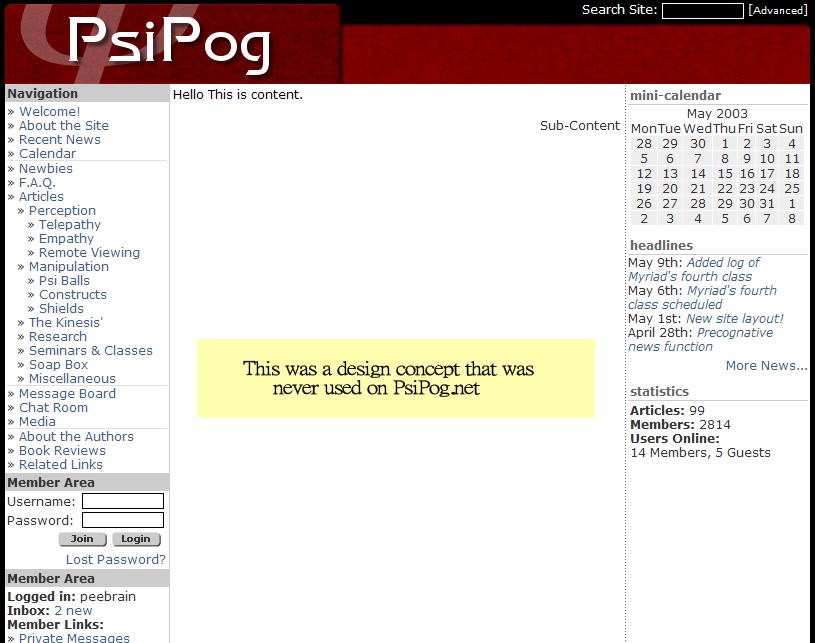 PsiPog
Search Site: [Advanced]
Navigation
» Welcome!
» About the Site
» Recent News
» Calendar
» Newbies
» F.A.Q.
» Articles
» Perception
» Telepathy
» Empathy
» Remote Viewing
» Manipulation
» Psi Balls
» Constructs
» Shields
» The Kinesis'
» Research
» Seminars & Classes
» Soap Box
» Miscellaneous
» Message Board
» Chat Room
» Media
» About the Authors
» Book Reviews
» Related Links
Member Area
Username:
Password:
Join Login
Lost Password?
Member Area
Logged in: peebrain
Inbox: 2 new
Member Links:
» Private Messages
Hello This is content.
Sub-Content
This was a design concept that was
never used on PsiPog.net
mini-calendar
May 2003
Mon Tue Wed Thu Fri Sat Sun
28 29 30 1 2 3 4
5 6 7 8 9 10 11
12 13 14 15 16 17 18
19 20 21 22 23 24 25
26 27 28 29 30 31 1
2 3 4 5 6 7 8
headlines
May 9th: Added log of
Myriad's fourth class
May 6th: Myriad's fourth
class scheduled
May 1st: New site layout!
April 28th: Precognative
news function
More News...
statistics
Articles: 99
Members: 2814
Users Online:
14 Members, 5 Guests